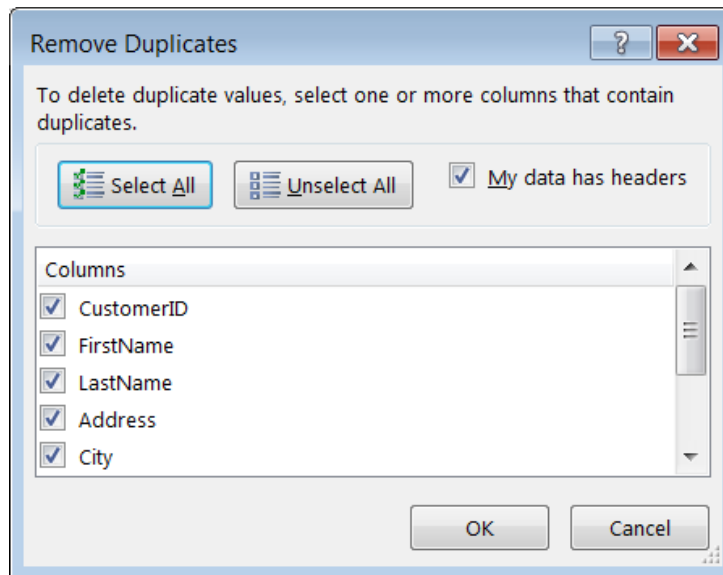 Remove Duplicates
To delete duplicate values, select one or more columns that contain
duplicates.
Select All
Unselect All
My data has headers
Columns
CustomerID
FirstName
LastName
Address
City
OK
Cancel